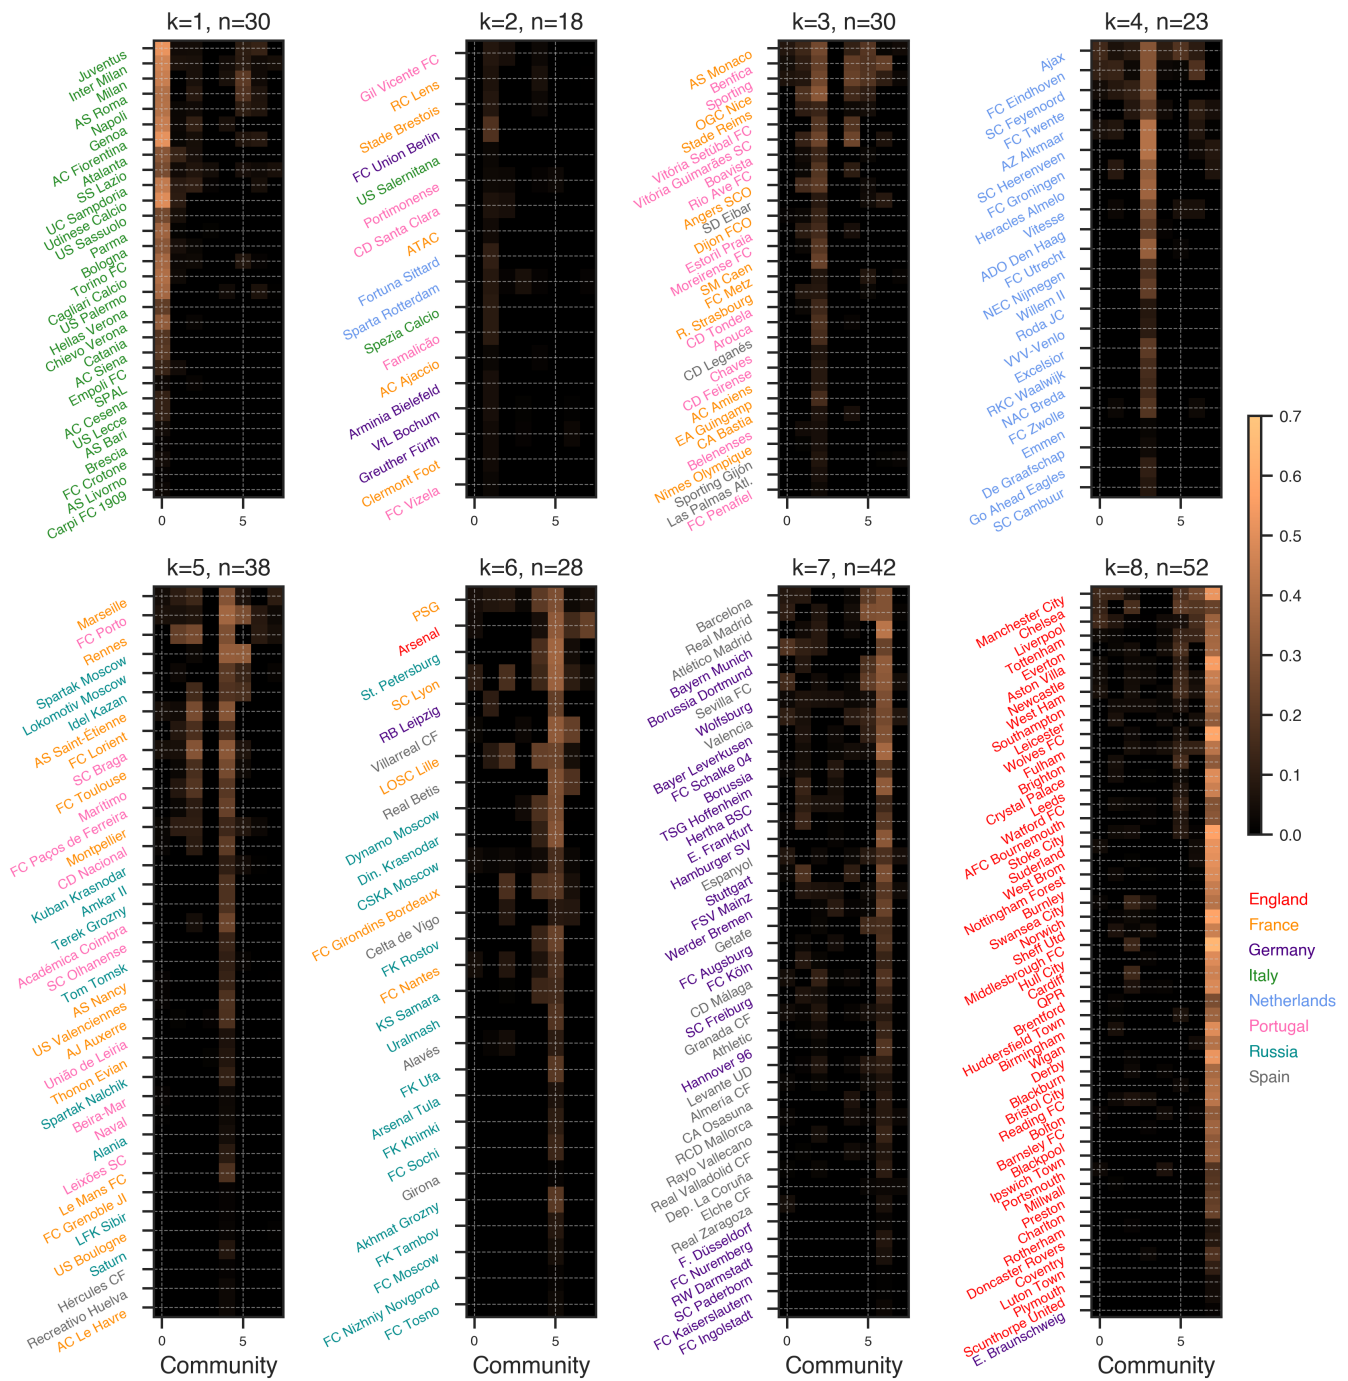 k=1, n=30
Juventus
Inter Milan
Milan
AS Roma
Napoli
Genoa
AC Fiorentina
Atalanta
SS Lazio
UC Sampdoria
Udinese Calcio
US Sassuolo
Parma
Bologna
Torino FC
Cagliari Calcio
US Palermo
Hellas Verona
Chievo Verona
Catania
AC Siena
Empoli FC
SPAL
AC Cesena
US Lecce
AS Bari
Brescia
FC Crotone
AS Livorno
Carpi FC 1909
0 5
k=2, n=18
Gil Vicente FC
RC Lens
Stade Brestois
FC Union Berlin
US Salernitana
Portimonense
CD Santa Clara
ATAC
Fortuna Sittard
Sparta Rotterdam
Spezia Calcio
Famalicão
AC Ajaccio
Arminia Bielefeld
VfL Bochum
Greuther Fürth
Clermont Foot
FC Vizela
0 5
k=3, n=30
AS Monaco
Benfica
Sporting
OGC Nice
Stade Reims
Vitória Setúbal FC
Vitória Guimarães SC
Boavista
Rio Ave FC
Angers SCO
SD Eibar
Dijon FCO
Estoril Praia
Moreirense FC
SM Caen
FC Metz
R. Strasbourg
CD Tondela
Arouca
CD Leganés
Chaves
CD Feirense
AC Amiens
EA Guingamp
CA Bastia
Belenenses
Nîmes Olympique
Sporting Gijón
Las Palmas Atl.
FC Penafiel
0 5
k=4, n=23
Ajax
FC Eindhoven
SC Feyenoord
FC Twente
AZ Alkmaar
SC Heerenveen
FC Groningen
Heracles Almelo
Vitesse
ADO Den Haag
FC Utrecht
NEC Nijmegen
Willem II
Roda JC
VVV-Venlo
Excelsior
RKC Waalwijk
NAC Breda
FC Zwolle
Emmen
De Graafschap
Go Ahead Eagles
SC Cambuur
0 5
k=5, n=38
Marseille
FC Porto
Rennes
Spartak Moscow
Lokomotiv Moscow
Idel Kazan
AS Saint-Étienne
FC Lorient
SC Braga
FC Toulouse
Marítimo
FC Paços de Ferreira
Montpellier
CD Nacional
Kuban Krasnodar
Amkar II
Terek Grozny
Académica Coimbra
SC Olhanense
Tom Tomsk
AS Nancy
US Valenciennes
AJ Auxerre
União de Leiria
Thonon Evian
Spartak Nalchik
Beira-Mar
Naval
Alania
Leixões SC
Le Mans FC
FC Grenoble JI
LFK Sibir
US Boulogne
Saturn
Hércules CF
Recreativo Huelva
AC Le Havre
0 5
Community
k=6, n=28
PSG
Arsenal
St. Petersburg
SC Lyon
RB Leipzig
Villarreal CF
LOSC Lille
Real Betis
Dynamo Moscow
Din. Krasnodar
CSKA Moscow
FC Girondins Bordeaux
Celta de Vigo
FK Rostov
FC Nantes
KS Samara
Uralmash
Alavés
FK Ufa
Arsenal Tula
FK Khimki
FC Sochi
Girona
Akhmat Grozny
FK Tambov
FC Moscow
FC Nizhniy Novgorod
FC Tosno
0 5
Community
k=7, n=42
Barcelona
Real Madrid
Atlético Madrid
Bayern Munich
Borussia Dortmund
Sevilla FC
Wolfsburg
Valencia
Bayer Leverkusen
FC Schalke 04
Borussia
TSG Hoffenheim
Hertha BSC
E. Frankfurt
Hamburger SV
Espanyol
Stuttgart
FSV Mainz
Werder Bremen
Getafe
FC Augsburg
FC Köln
CD Málaga
SC Freiburg
Granada CF
Athletic
Hannover 96
Levante UD
Almería CF
CA Osasuna
RCD Mallorca
Rayo Vallecano
Real Valladolid CF
Dep. La Coruña
Elche CF
Real Zaragoza
F. Düsseldorf
FC Nuremberg
RW Darmstadt
SC Paderborn
FC Kaiserslautern
FC Ingolstadt
0 5
Community
k=8, n=52
Manchester City
Chelsea
Liverpool
Tottenham
Everton
Aston Villa
Newcastle
West Ham
Southampton
Leicester
Wolves FC
Fulham
Brighton
Crystal Palace
Leeds
Watford FC
AFC Bournemouth
Stoke City
Suderland
West Brom
Nottingham Forest
Burnley
Swansea City
Norwich
Sheff Utd
Middlesbrough FC
Hull City
Cardiff
QPR
Brentford
Huddersfield Town
Birmingham
Wigan
Derby
Blackburn
Bristol City
Reading FC
Bolton
Barnsley FC
Blackpool
Ipswich Town
Portsmouth
Millwall
Preston
Charlton
Rotherham
Doncaster Rovers
Coventry
Luton Town
Plymouth
Scunthorpe United
E. Braunschweig
0 5
Community
0.7
0.6
0.5
0.4
0.3
0.2
0.1
0.0
England
France
Germany
Italy
Netherlands
Portugal
Russia
Spain